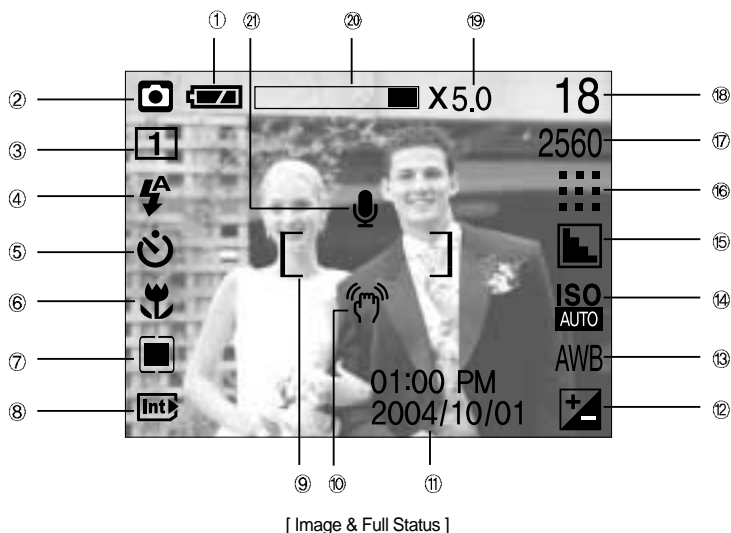 ① ㉑ ⑳ ⑲
② X5.0 18 ⑱
③ 1 2560 ⑰
④ A ㉑ ⑯
⑤ ⑮
⑥ ⑩ ISO ⑭
AUTO
⑦ AWB ⑬
01:00 PM
⑧ Int 2004/10/01 ⑫
⑨ ⑩ ⑪
[ Image & Full Status ]